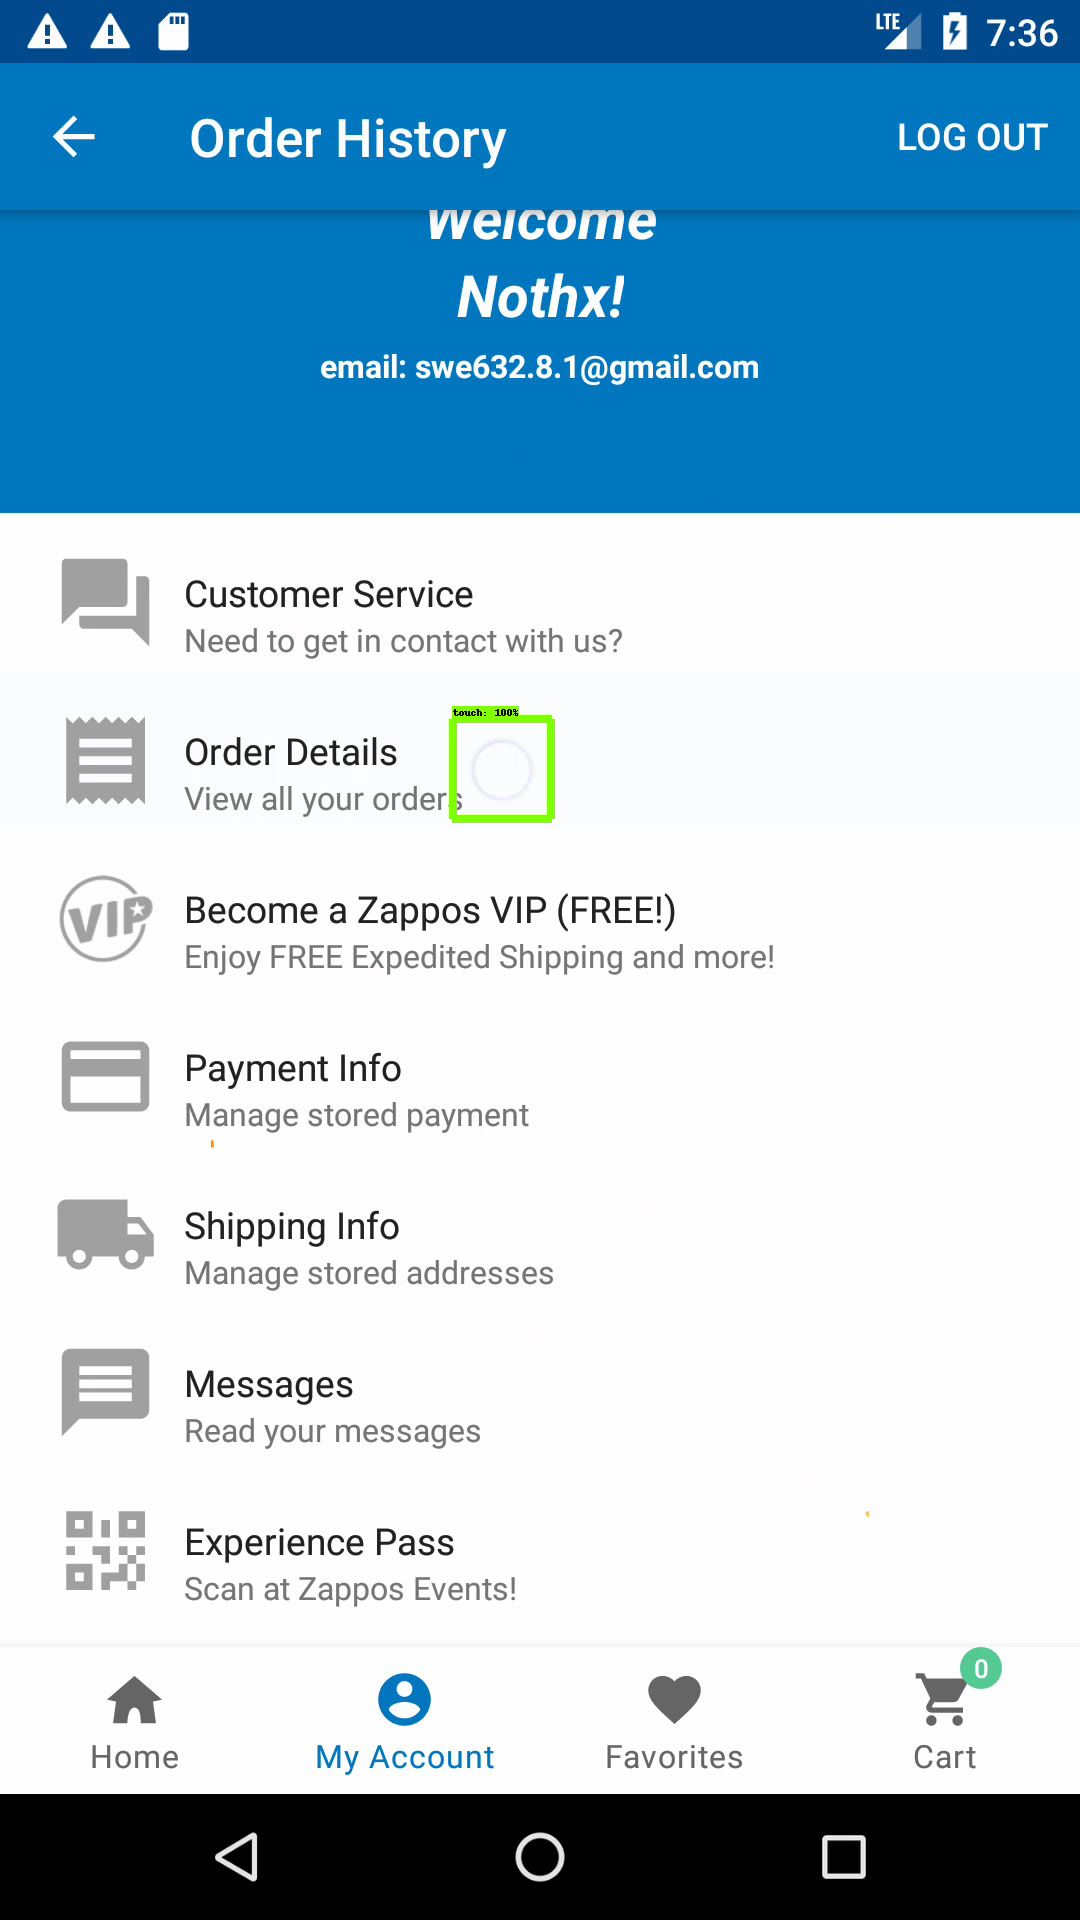 LTE 7:36
Order History LOG OUT
Welcome
Nothx!
email: swe632.8.1@gmail.com
Customer Service
Need to get in contact with us?
touch: 100%
Order Details
View all your orders
VIP
Become a Zappos VIP (FREE!)
Enjoy FREE Expedited Shipping and more!
Payment Info
Manage stored payment
Shipping Info
Manage stored addresses
Messages
Read your messages
Experience Pass
Scan at Zappos Events!
0
Home My Account Favorites Cart